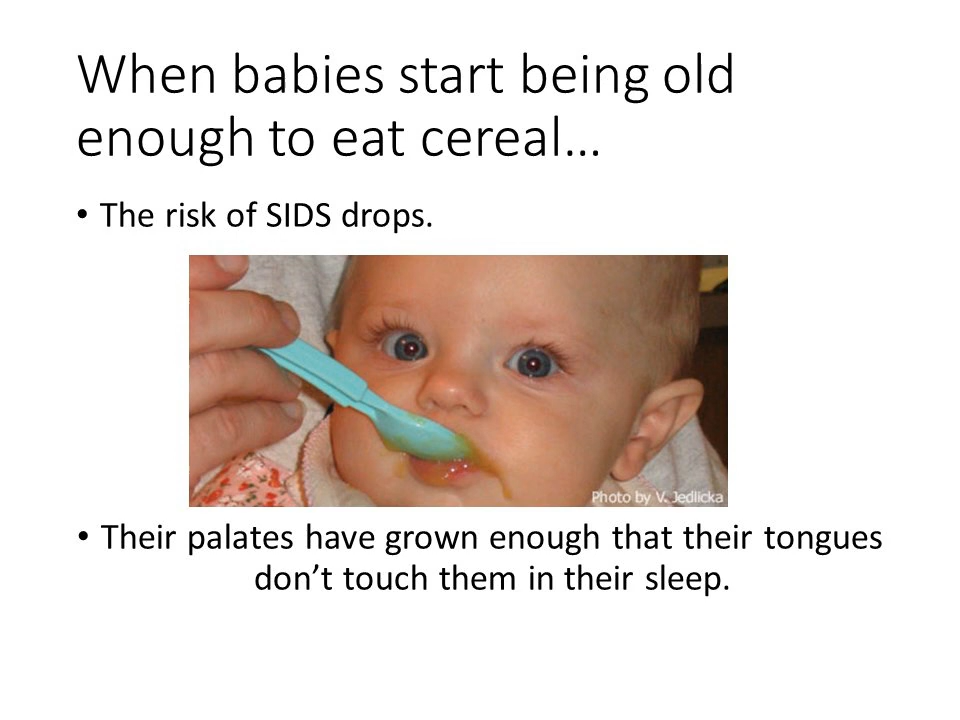 When babies start being old
enough to eat cereal…
• The risk of SIDS drops.
Photo by V. Jedlicka
• Their palates have grown enough that their tongues
don’t touch them in their sleep.